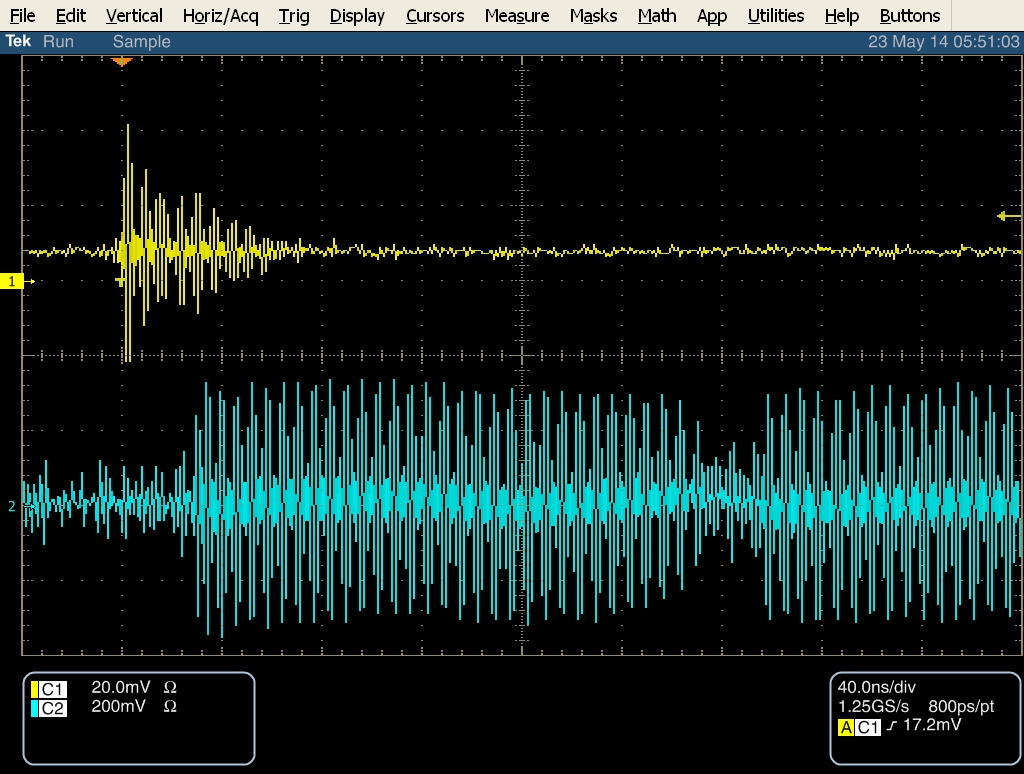 File Edit Vertical Horiz/Acq Trig Display Cursors Measure Masks Math App Utilities Help Buttons
Tek Run Sample 23 May 14 05:51:03
1
2
C1 20.0mV Ω
C2 200mV Ω
40.0ns/div
1.25GS/s 800ps/pt
A C1 17.2mV